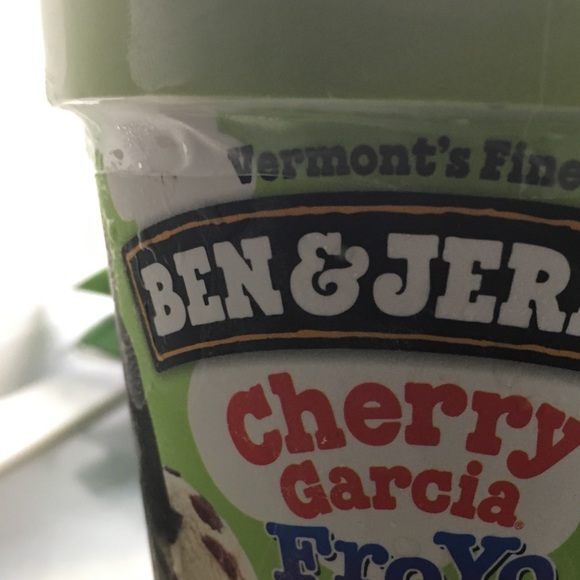 Vermont's Fine
BEN & JER
Cherry
Garcia
FroYo